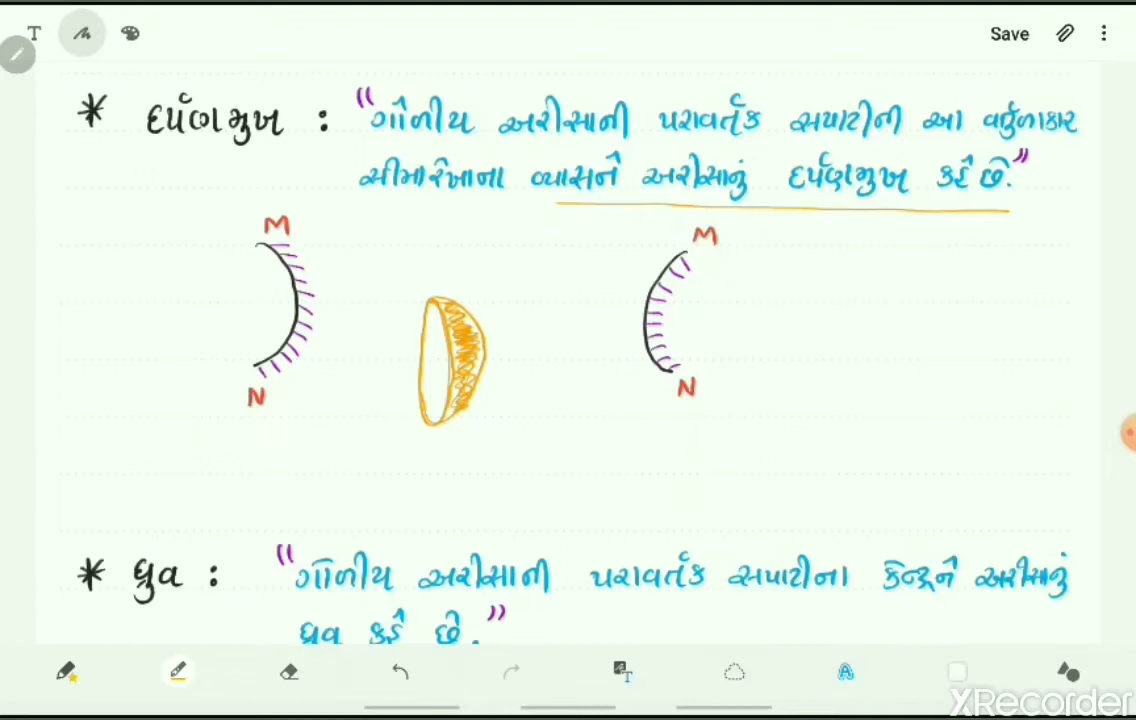 T Save
* દર્પણમુખ : "ગોળીય અરીસાની પરાવર્તક સપાટીની આ વર્તુળાકાર
સીમારેખાના વ્યાસને અરીસાનું દર્પણમુખ કહે છે."
M M
N N
* ધ્રુવ : "ગોળીય અરીસાની પરાવર્તક સપાટીના કેન્દ્રને અરીસાનું
ધ્રુવ કહે છે."
XRecorder